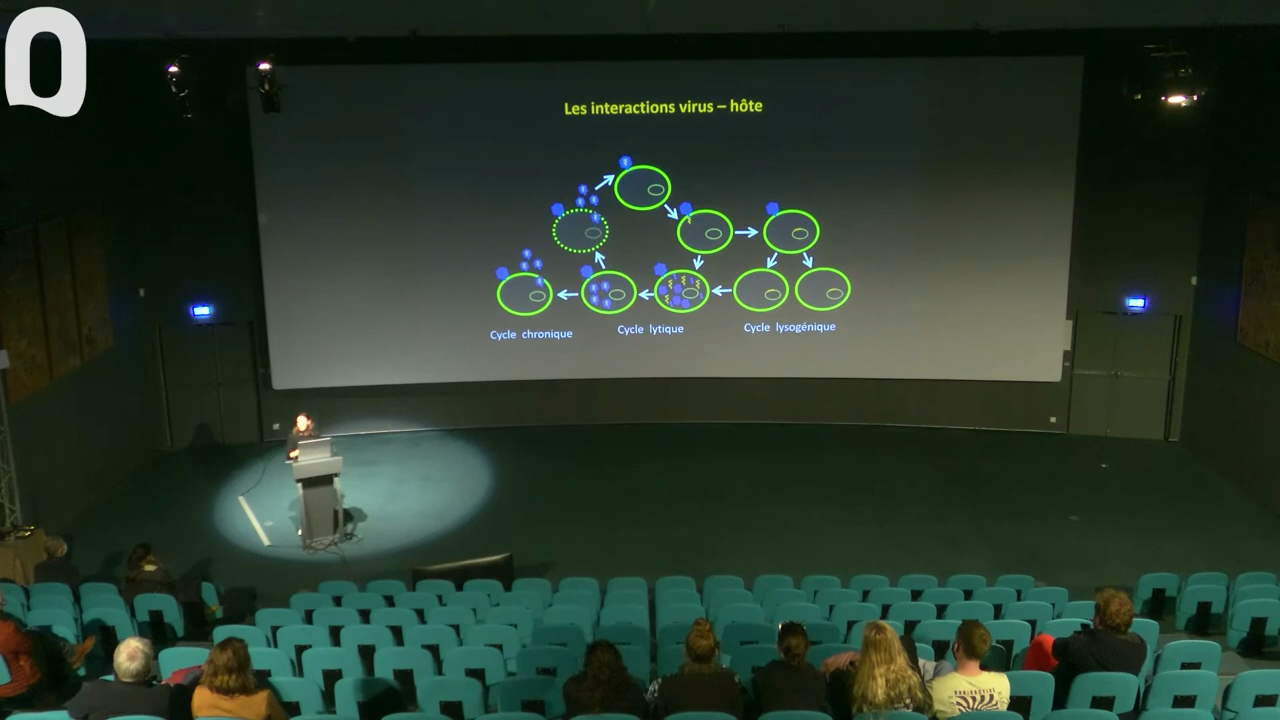 Q
Les interactions virus – hôte
Cycle chronique
Cycle lytique
Cycle lysogénique